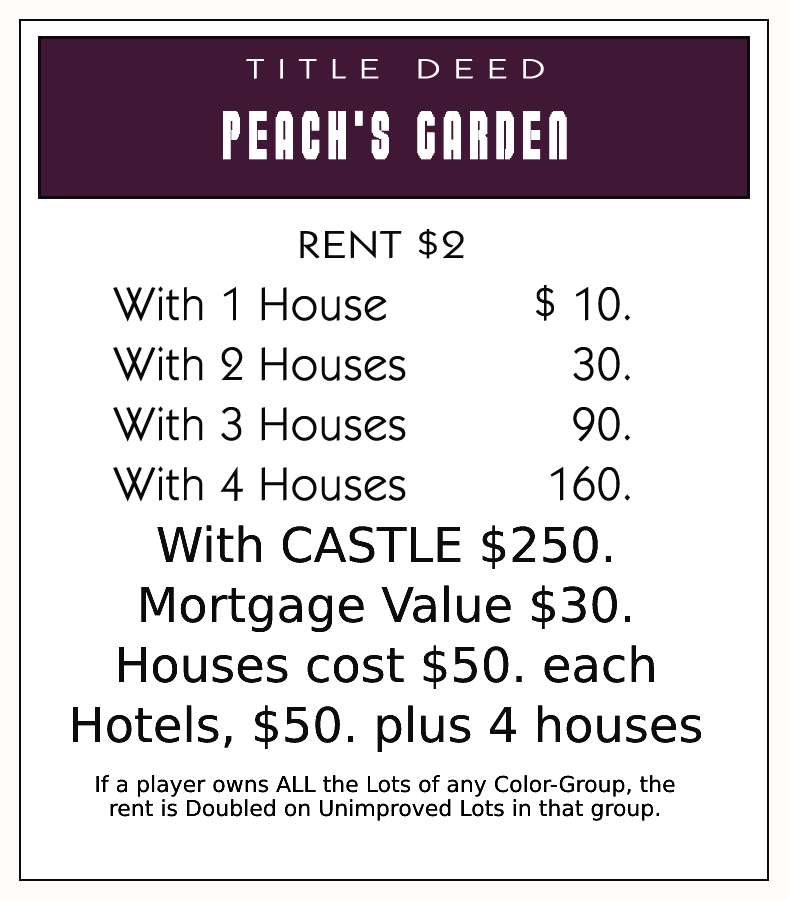 TITLE DEED
PEACH'S GARDEN
RENT $2
With 1 House $ 10.
With 2 Houses 30.
With 3 Houses 90.
With 4 Houses 160.
With CASTLE $250.
Mortgage Value $30.
Houses cost $50. each
Hotels, $50. plus 4 houses
If a player owns ALL the Lots of any Color-Group, the
rent is Doubled on Unimproved Lots in that group.